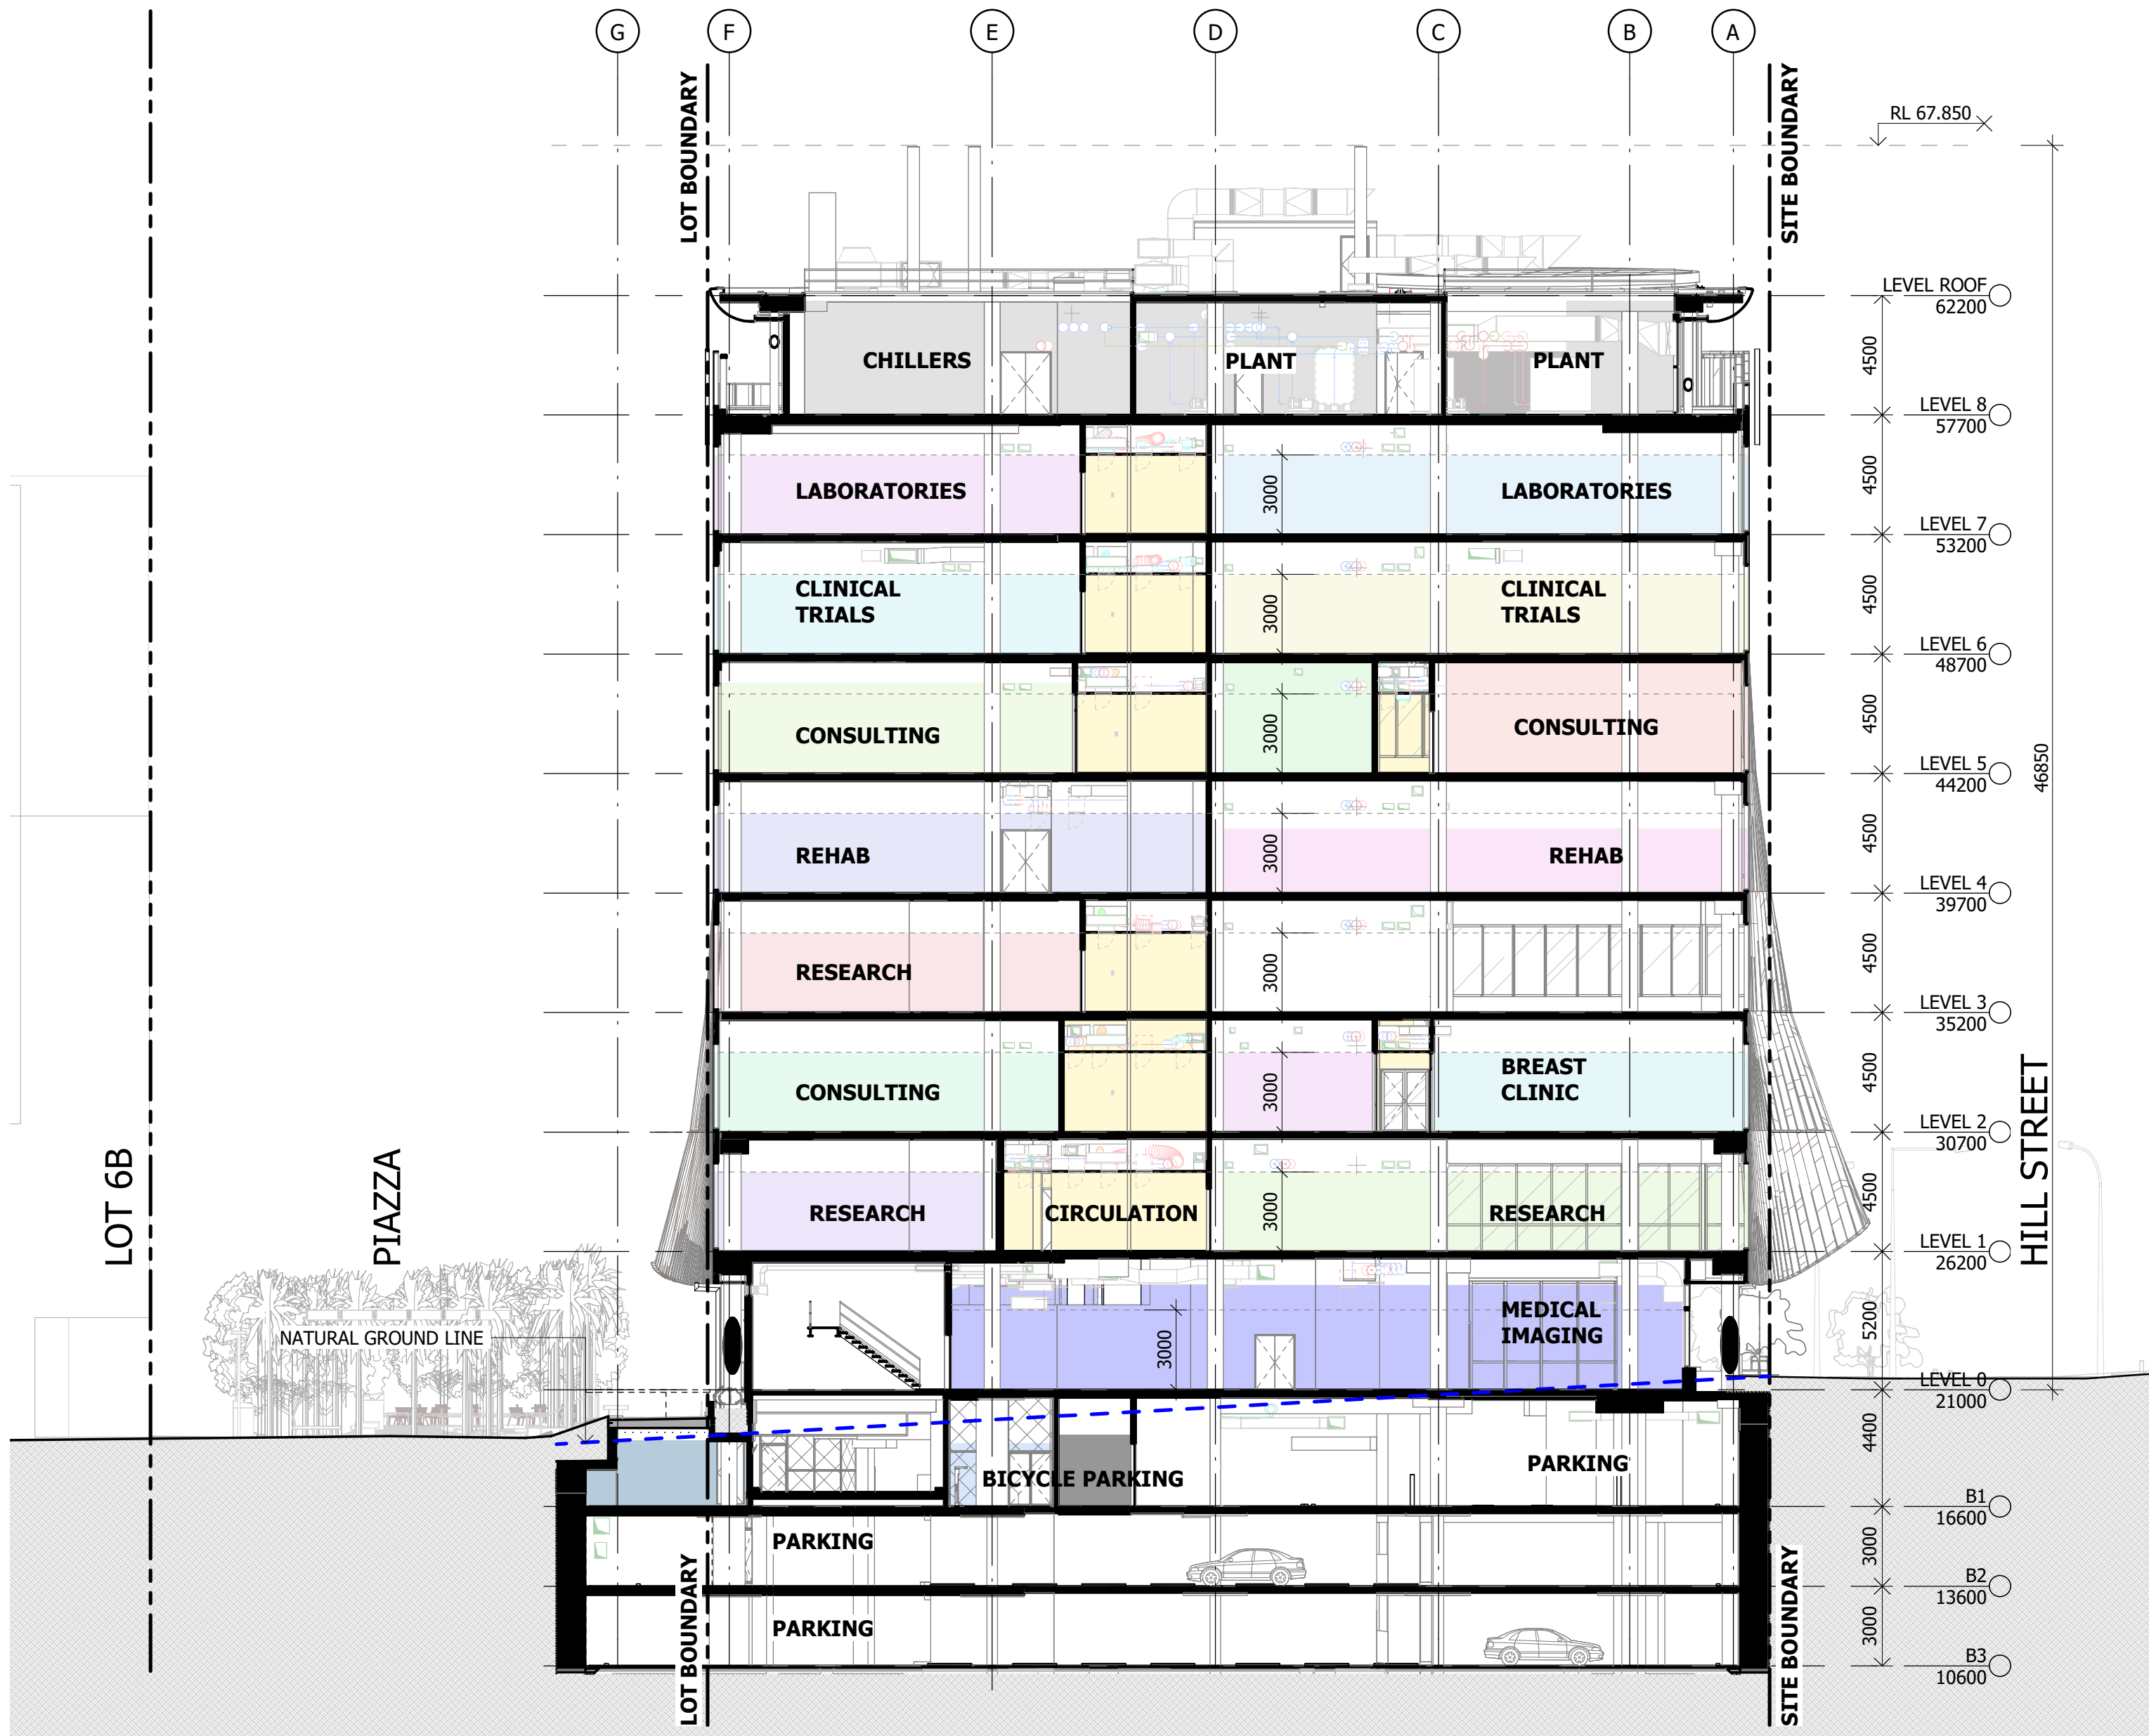 G
F
E
D
C
B
A
LOT BOUNDARY
SITE BOUNDARY
RL 67.850
LEVEL ROOF
62200
4500
CHILLERS
PLANT
PLANT
LEVEL 8
57700
4500
LABORATORIES
3000
LABORATORIES
LEVEL 7
53200
4500
CLINICAL
TRIALS
3000
CLINICAL
TRIALS
LEVEL 6
48700
4500
CONSULTING
3000
CONSULTING
LEVEL 5
44200
46850
4500
REHAB
3000
REHAB
LEVEL 4
39700
4500
RESEARCH
3000
LEVEL 3
35200
4500
CONSULTING
3000
BREAST
CLINIC
LEVEL 2
30700
4500
LOT 6B
PIAZZA
HILL STREET
RESEARCH
CIRCULATION
3000
RESEARCH
LEVEL 1
26200
5200
NATURAL GROUND LINE
3000
MEDICAL
IMAGING
LEVEL 0
21000
4400
BICYCLE PARKING
PARKING
B1
16600
3000
PARKING
B2
13600
3000
PARKING
B3
10600
LOT BOUNDARY
SITE BOUNDARY